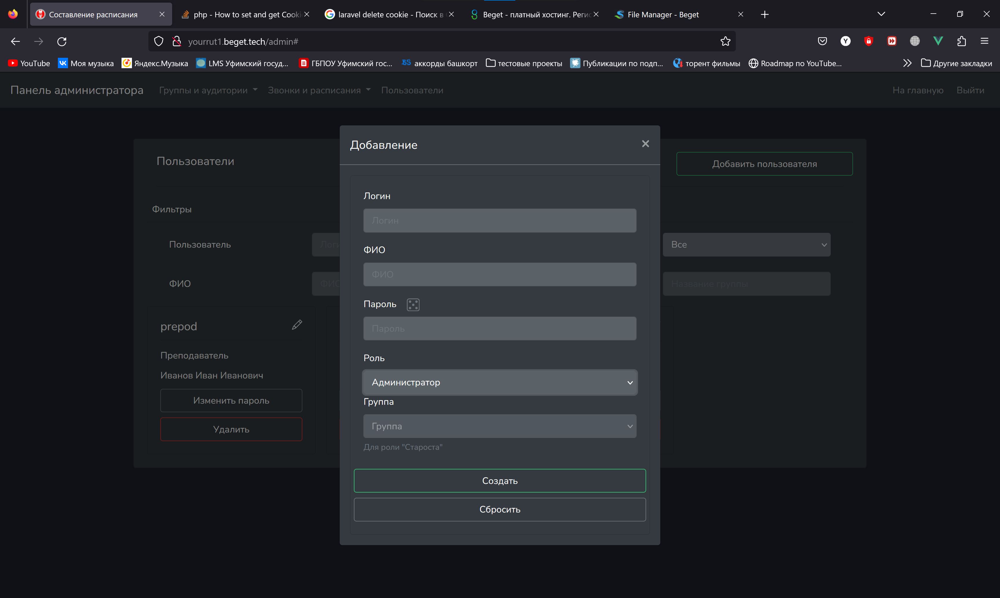 Составление расписания
php - How to set and get Cooki
laravel delete cookie - Поиск в
Beget - платный хостинг. Регис
File Manager - Beget
yourrut1.beget.tech/admin#
YouTube
Моя музыка
Яндекс.Музыка
LMS Уфимский госуд...
ГБПОУ Уфимский гос...
аккорды башкорт
тестовые проекты
Публикации по подп...
торент фильмы
Roadmap по YouTube...
Другие закладки
Панель администратора
Группы и аудитории
Звонки и расписания
Пользователи
На главную
Выйти
Пользователи
Добавить пользователя
Фильтры
Пользователь
Логи
Все
ФИО
ФИО
Название группы
prepod
Преподаватель
Иванов Иван Иванович
Изменить пароль
Удалить
Добавление
Логин
Логин
ФИО
ФИО
Пароль
Пароль
Роль
Администратор
Группа
Группа
Для роли "Староста"
Создать
Сбросить